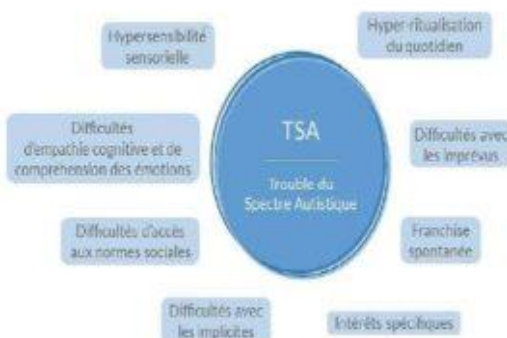 Hypersensibilité
sensorielle
Hyper-ritualisation
du quotidien
Difficultés
d'empathie cognitive et de
compréhension des émotions
TSA
Trouble du
Spectre Autistique
Difficultés avec
les imprévus
Difficultés d'accès
aux normes sociales
Franchise
spontanée
Difficultés avec
les implicites
Intérêts spécifiques